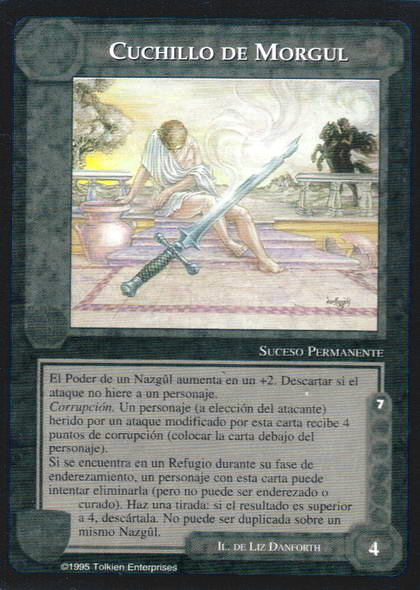 CUCHILLO DE MORGUL
SUCESO PERMANENTE
El Poder de un Nazgûl aumenta en un +2. Descartar si el
ataque no hiere a un personaje.
Corrupción. Un personaje (a elección del atacante)
herido por un ataque modificado por esta carta recibe 4
puntos de corrupción (colocar la carta debajo del
personaje).
Si se encuentra en un Refugio durante su fase de
enderezamiento, un personaje con esta carta puede
intentar eliminarla (pero no puede ser enderezado o
curado). Haz una tirada: si el resultado es superior
a 4, descártala. No puede ser duplicada sobre un
mismo Nazgûl.
7
IL. DE LIZ DANFORTH
4
©1995 Tolkien Enterprises